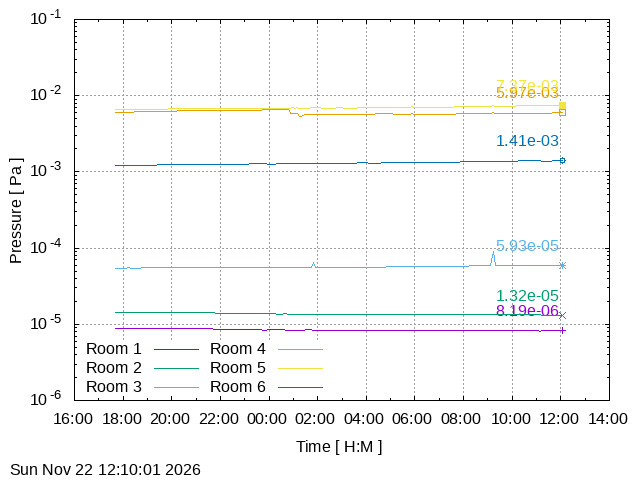 10^-1
10^-2
10^-3
10^-4
10^-5
10^-6
Pressure [ Pa ]
7.37e-03
5.97e-03
1.41e-03
5.93e-05
1.32e-05
8.19e-06
Room 1 Room 4
Room 2 Room 5
Room 3 Room 6
16:00 18:00 20:00 22:00 00:00 02:00 04:00 06:00 08:00 10:00 12:00 14:00
Time [ H:M ]
Sun Nov 22 12:10:01 2026